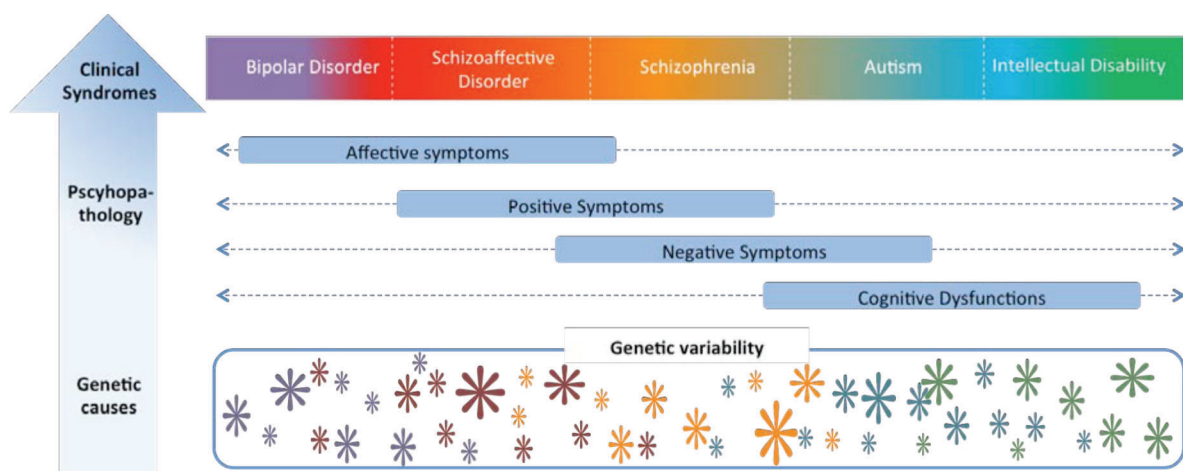 Clinical
Syndromes
Bipolar Disorder
Schizoaffective
Disorder
Schizophrenia
Autism
Intellectual Disability
Affective symptoms
Pscyhopa-
thology
Positive Symptoms
Negative Symptoms
Cognitive Dysfunctions
Genetic variability
Genetic
causes